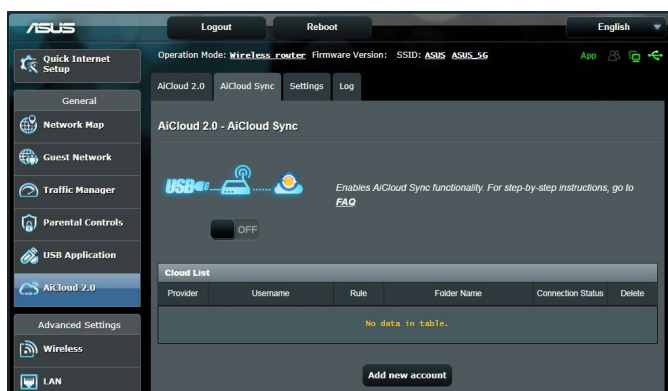 ASUS
Logout
Reboot
English
Quick Internet
Setup
Operation Mode: Wireless router Firmware Version: SSID: ASUS ASUS_5G
App
AiCloud 2.0
AiCloud Sync
Settings
Log
General
Network Map
Guest Network
Traffic Manager
Parental Controls
USB Application
AiCloud 2.0
Advanced Settings
Wireless
LAN
AiCloud 2.0 - AiCloud Sync
USB
Enables AiCloud Sync functionality. For step-by-step instructions, go to
FAQ
OFF
Cloud List
Provider Username Rule Folder Name Connection Status Delete
No data in table.
Add new account